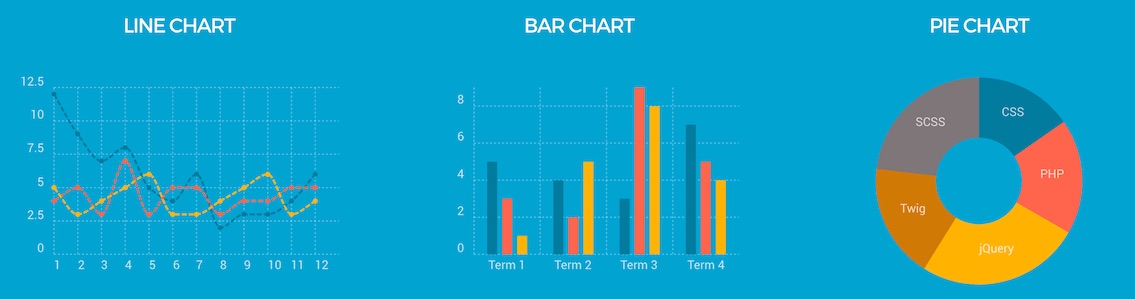 LINE CHART
12.5
10
7.5
5
2.5
0
1 2 3 4 5 6 7 8 9 10 11 12
BAR CHART
8
6
4
2
0
Term 1 Term 2 Term 3 Term 4
PIE CHART
SCSS
CSS
PHP
Twig
jQuery